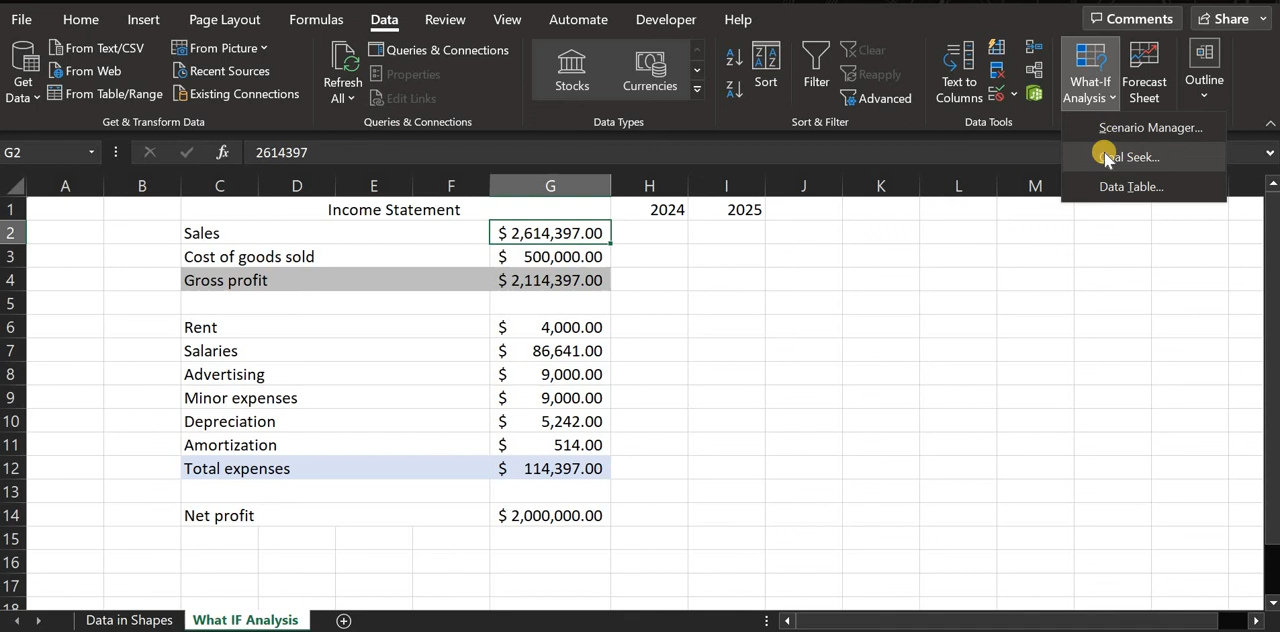 File Home Insert Page Layout Formulas Data Review View Automate Developer Help Comments Share
From Text/CSV From Picture Queries & Connections Clear
From Web Recent Sources Properties Reapply
From Table/Range Existing Connections Edit Links Advanced
Get Data Refresh All Stocks Currencies Sort Filter Text to Columns What-If Analysis Forecast Sheet Outline
Get & Transform Data Queries & Connections Data Types Sort & Filter Data Tools
Scenario Manager...
Seek...
Data Table...
G2 fx 2614397
A B C D E F G H I J K L M
1 Income Statement 2024 2025
2 Sales $ 2,614,397.00
3 Cost of goods sold $ 500,000.00
4 Gross profit $ 2,114,397.00
5
6 Rent $ 4,000.00
7 Salaries $ 86,641.00
8 Advertising $ 9,000.00
9 Minor expenses $ 9,000.00
10 Depreciation $ 5,242.00
11 Amortization $ 514.00
12 Total expenses $ 114,397.00
13
14 Net profit $ 2,000,000.00
15
16
17
18
Data in Shapes What IF Analysis